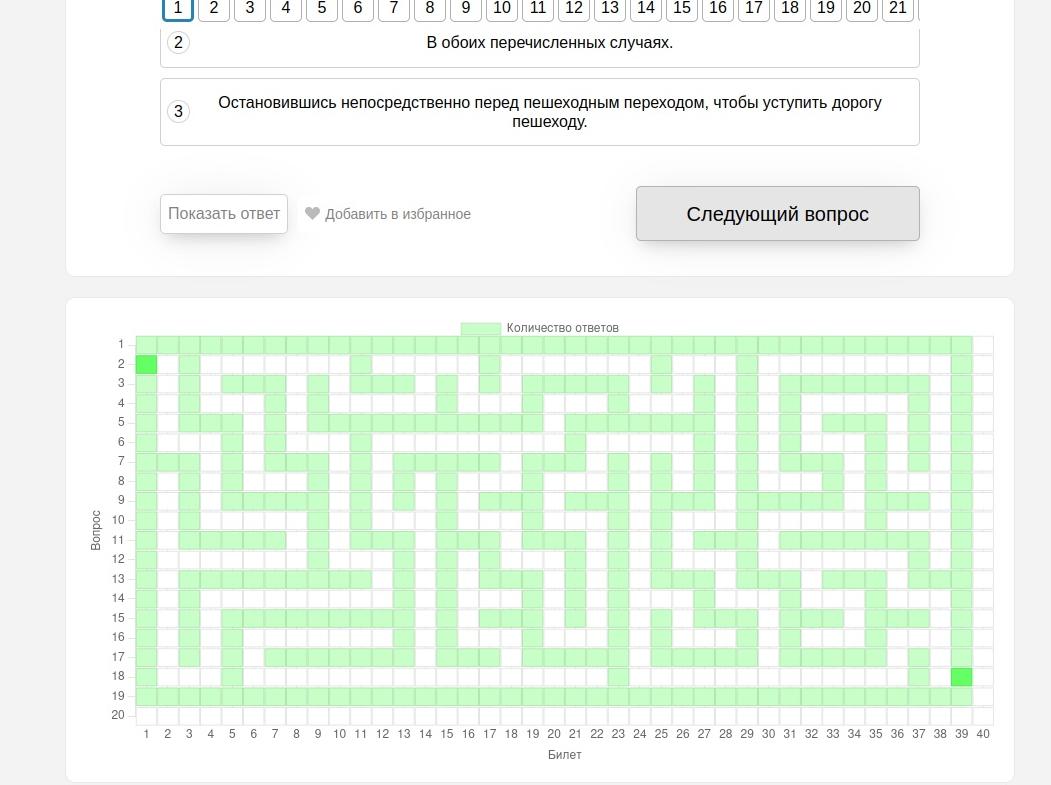 1 2 3 4 5 6 7 8 9 10 11 12 13 14 15 16 17 18 19 20 21
2 В обоих перечисленных случаях.
3 Остановившись непосредственно перед пешеходным переходом, чтобы уступить дорогу
пешеходу.
Показать ответ Добавить в избранное Следующий вопрос
Количество ответов
1
2
3
4
5
6
7
8
9
10
11
12
13
14
15
16
17
18
19
20
Вопрос
1 2 3 4 5 6 7 8 9 10 11 12 13 14 15 16 17 18 19 20 21 22 23 24 25 26 27 28 29 30 31 32 33 34 35 36 37 38 39 40
Билет